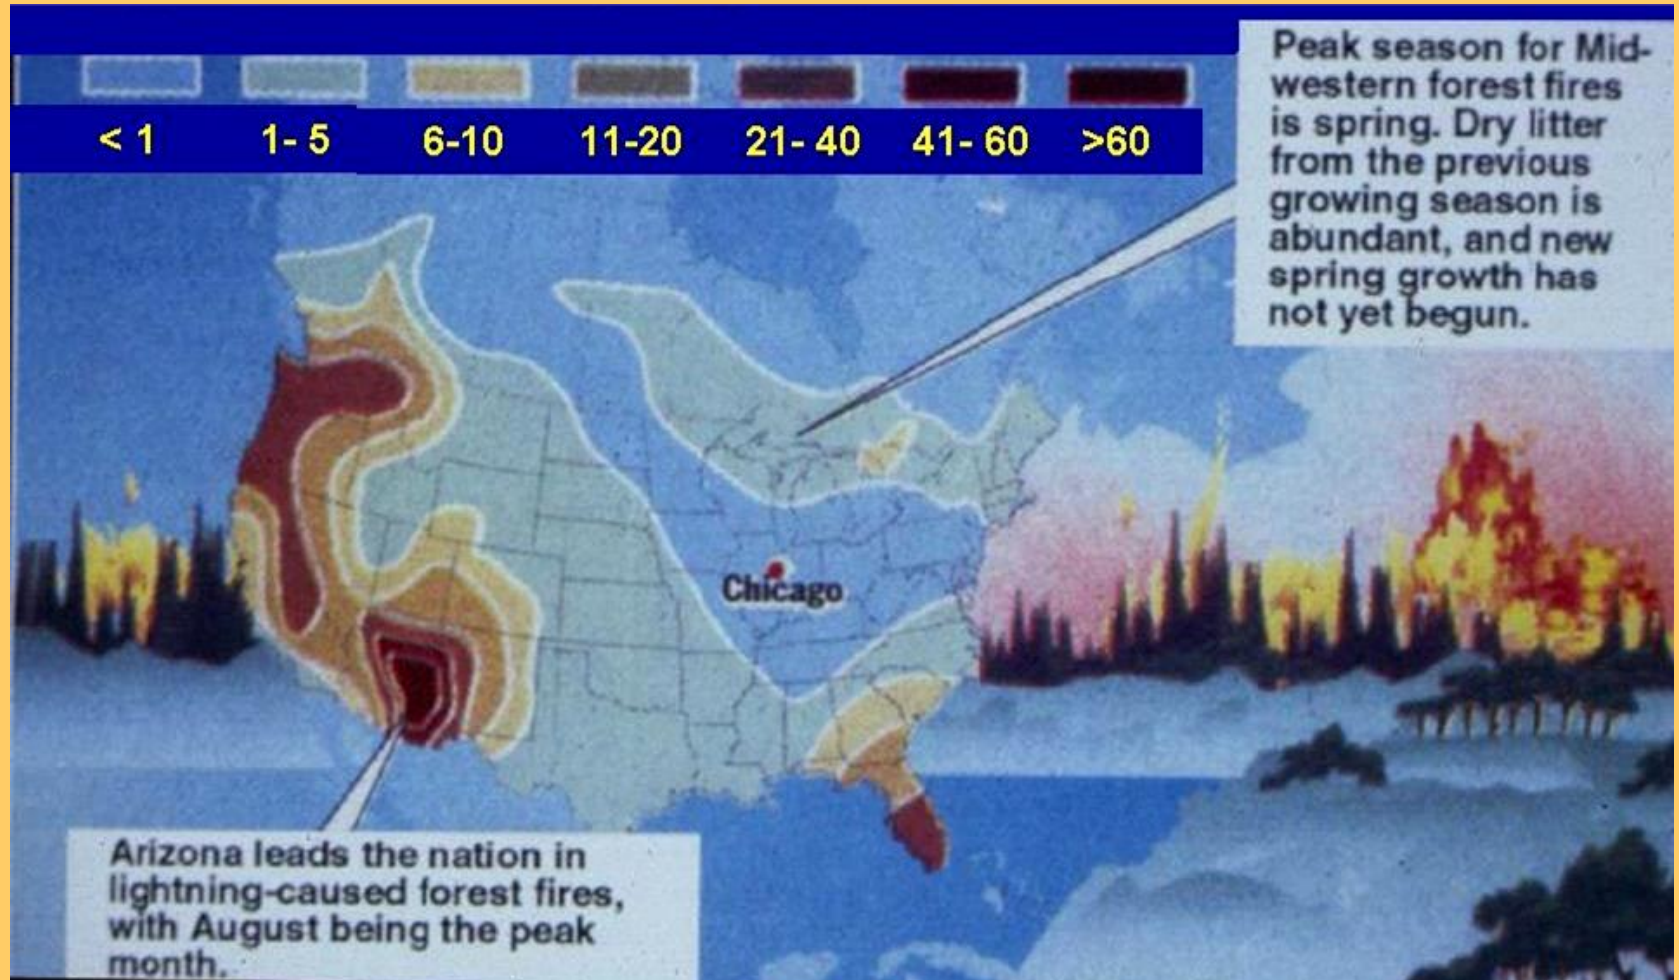 < 1 1- 5 6-10 11-20 21- 40 41- 60 >60
Peak season for Mid-
western forest fires
is spring. Dry litter
from the previous
growing season is
abundant, and new
spring growth has
not yet begun.
Chicago
Arizona leads the nation in
lightning-caused forest fires,
with August being the peak
month.